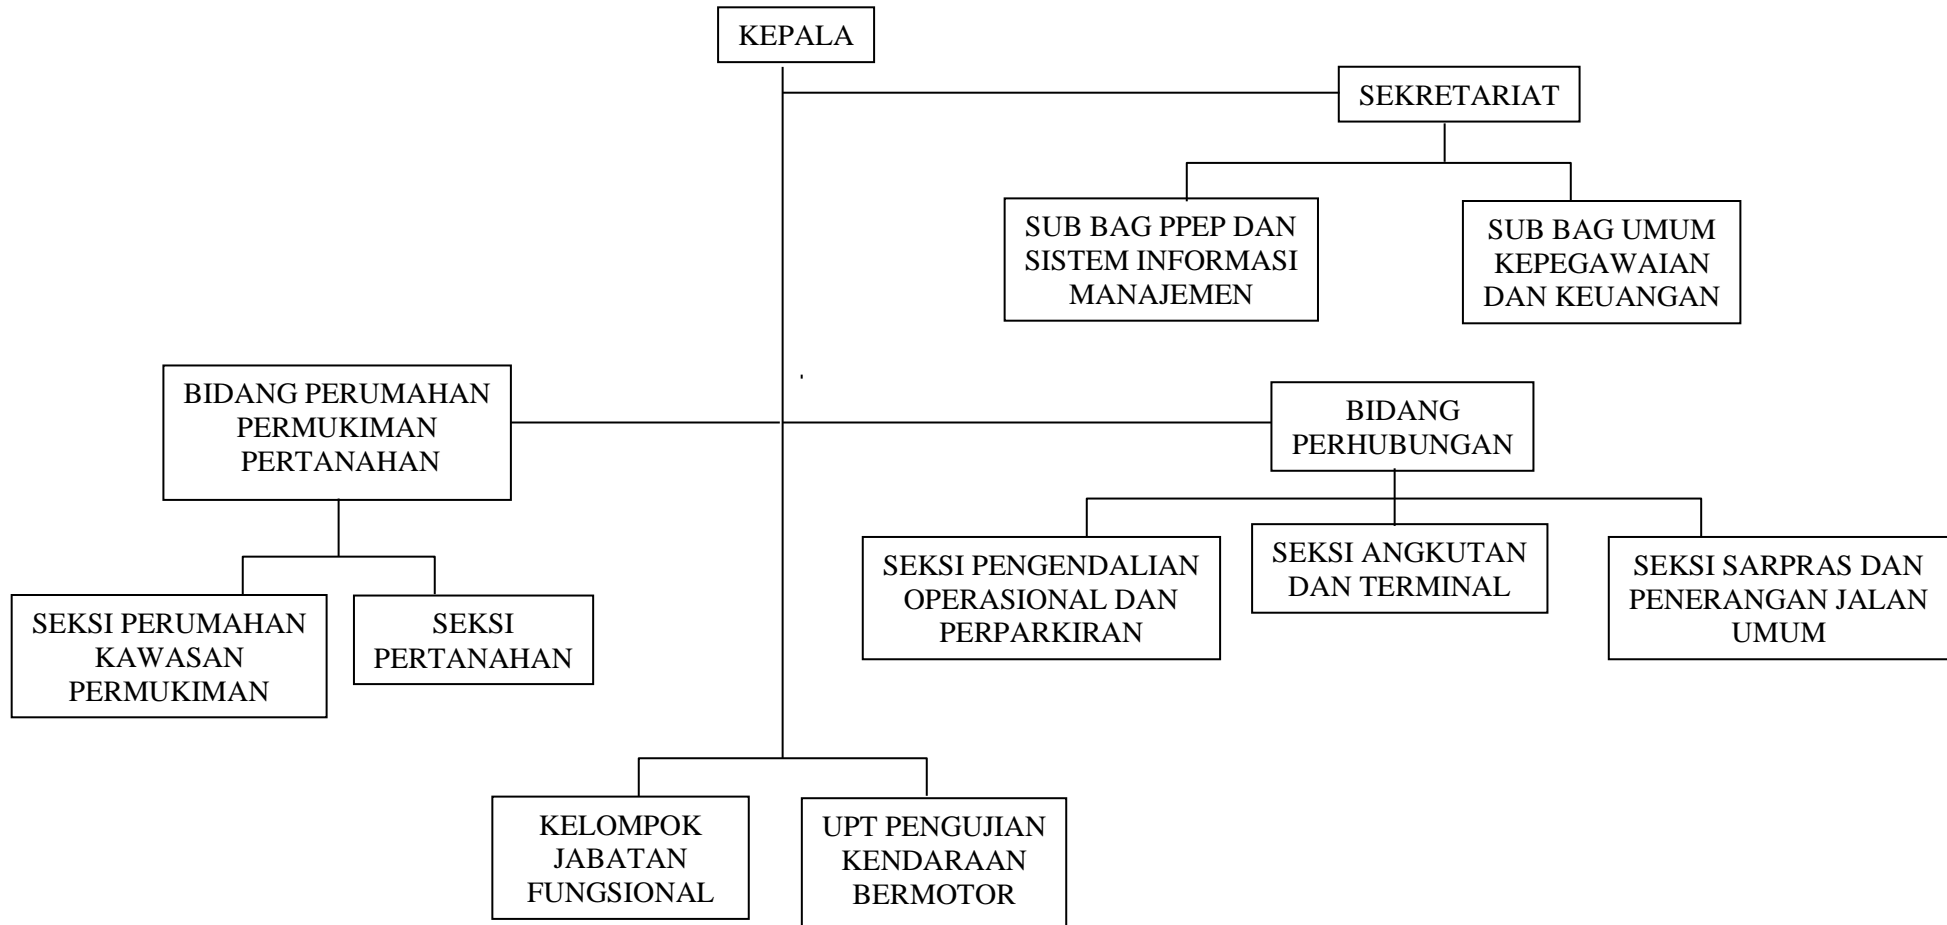 KEPALA
SEKRETARIAT
SUB BAG PPEP DAN
SISTEM INFORMASI
MANAJEMEN
SUB BAG UMUM
KEPEGAWAIAN
DAN KEUANGAN
BIDANG PERUMAHAN
PERMUKIMAN
PERTANAHAN
BIDANG
PERHUBUNGAN
SEKSI PERUMAHAN
KAWASAN
PERMUKIMAN
SEKSI
PERTANAHAN
SEKSI PENGENDALIAN
OPERASIONAL DAN
PERPARKIRAN
SEKSI ANGKUTAN
DAN TERMINAL
SEKSI SARPRAS DAN
PENERANGAN JALAN
UMUM
KELOMPOK
JABATAN
FUNGSIONAL
UPT PENGUJIAN
KENDARAAN
BERMOTOR